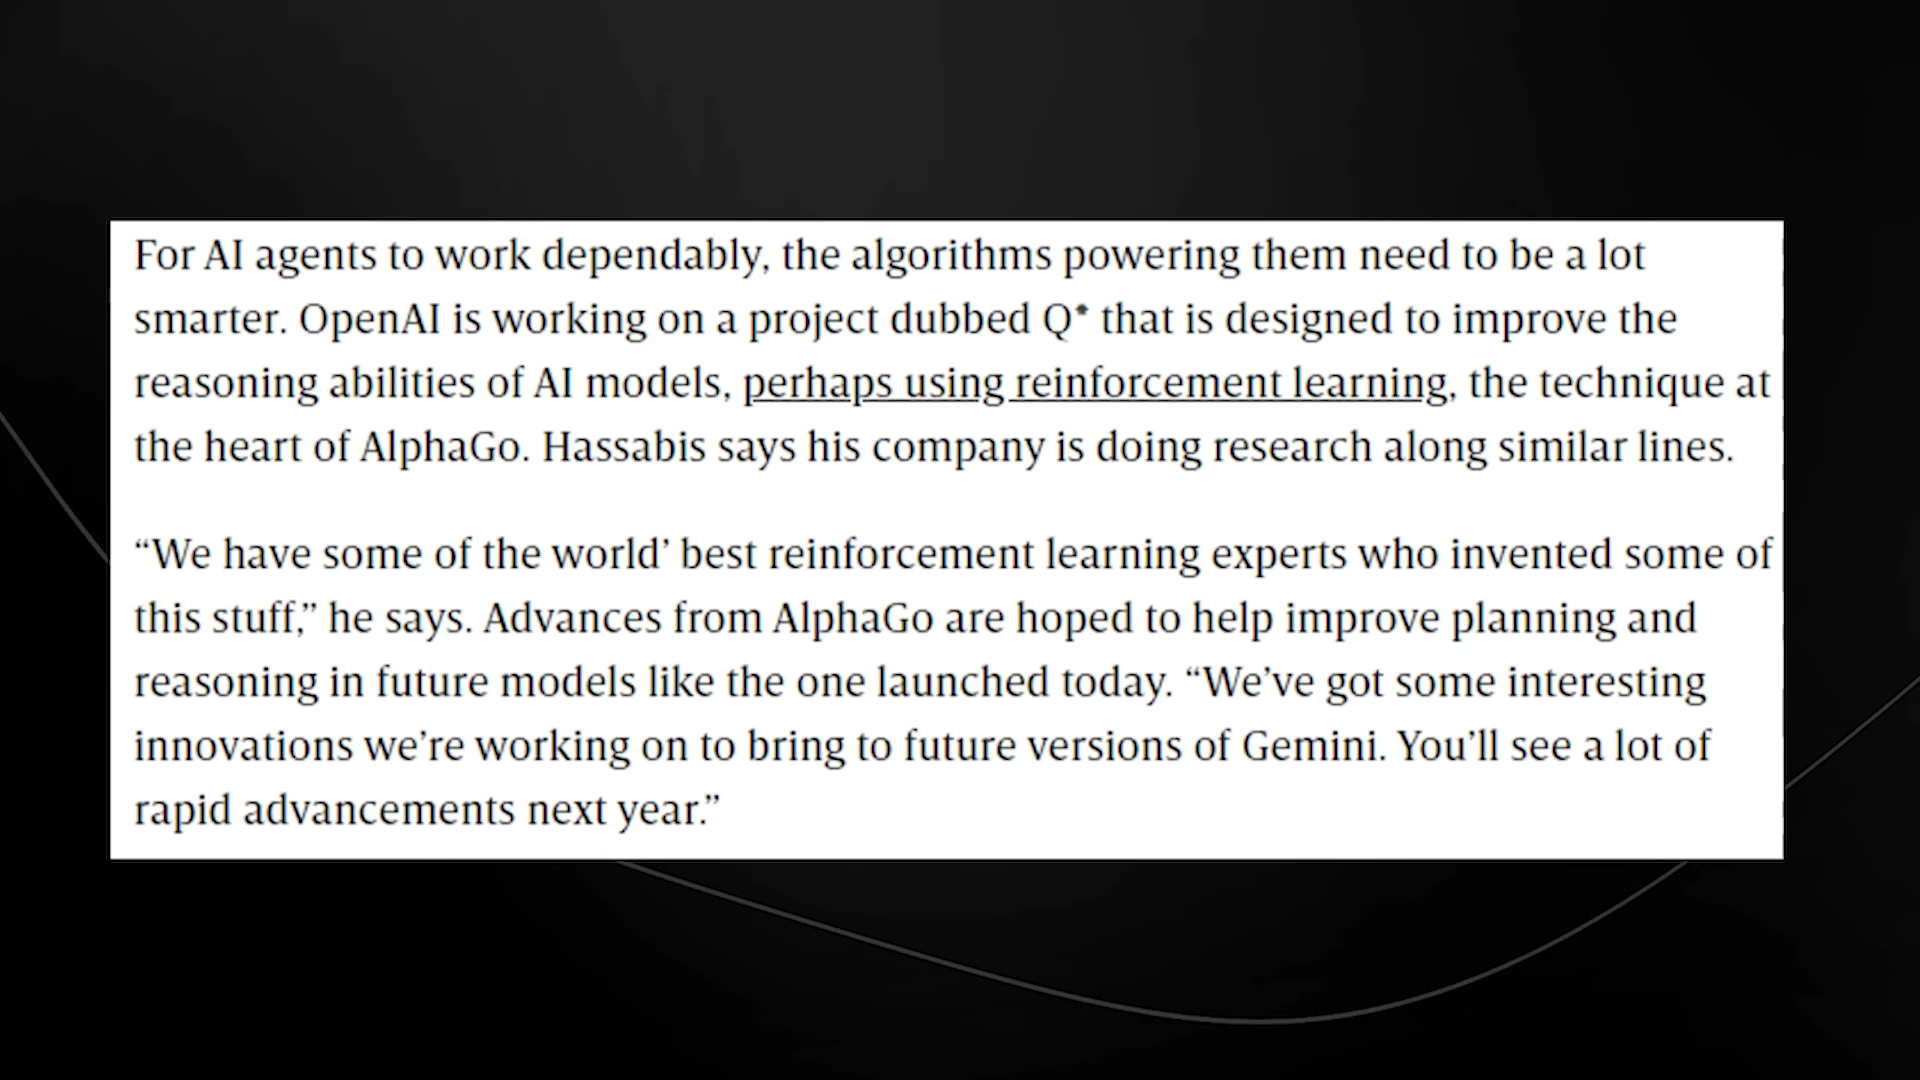 For AI agents to work dependably, the algorithms powering them need to be a lot
smarter. OpenAI is working on a project dubbed Q* that is designed to improve the
reasoning abilities of AI models, perhaps using reinforcement learning, the technique at
the heart of AlphaGo. Hassabis says his company is doing research along similar lines.
“We have some of the world’ best reinforcement learning experts who invented some of
this stuff,” he says. Advances from AlphaGo are hoped to help improve planning and
reasoning in future models like the one launched today. “We’ve got some interesting
innovations we’re working on to bring to future versions of Gemini. You’ll see a lot of
rapid advancements next year.”